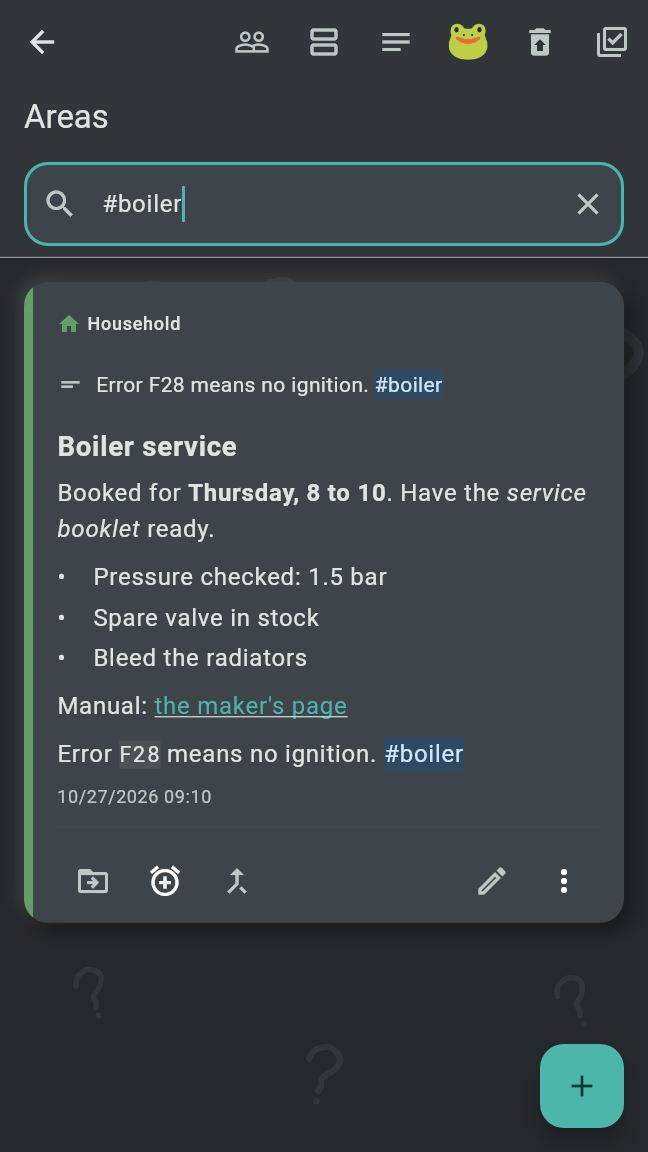 Areas
#boiler
Household
Error F28 means no ignition. #boiler
Boiler service
Booked for Thursday, 8 to 10. Have the service
booklet ready.
• Pressure checked: 1.5 bar
• Spare valve in stock
• Bleed the radiators
Manual: the maker's page
Error F28 means no ignition. #boiler
10/27/2026 09:10